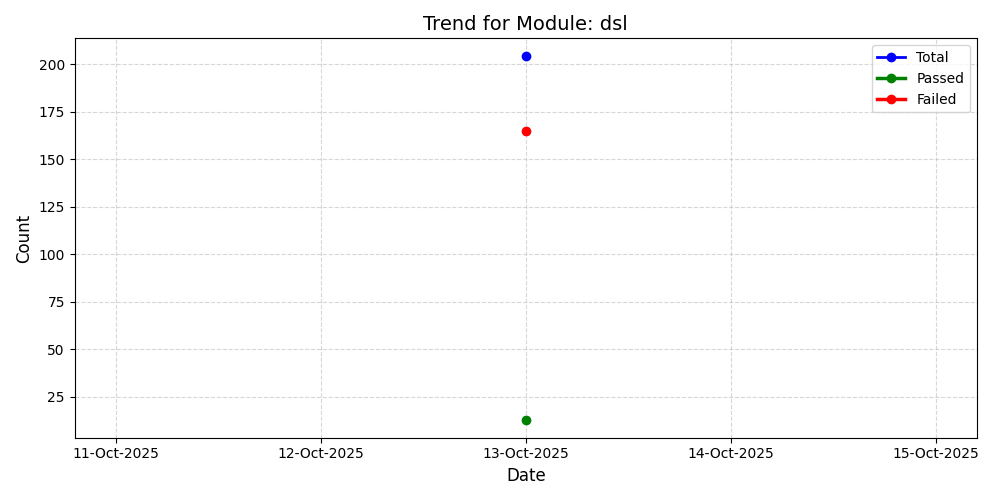 Trend for Module: dsl
Total
Passed
Failed
200
175
150
125
100
75
50
25
Count
11-Oct-2025
12-Oct-2025
13-Oct-2025
14-Oct-2025
15-Oct-2025
Date